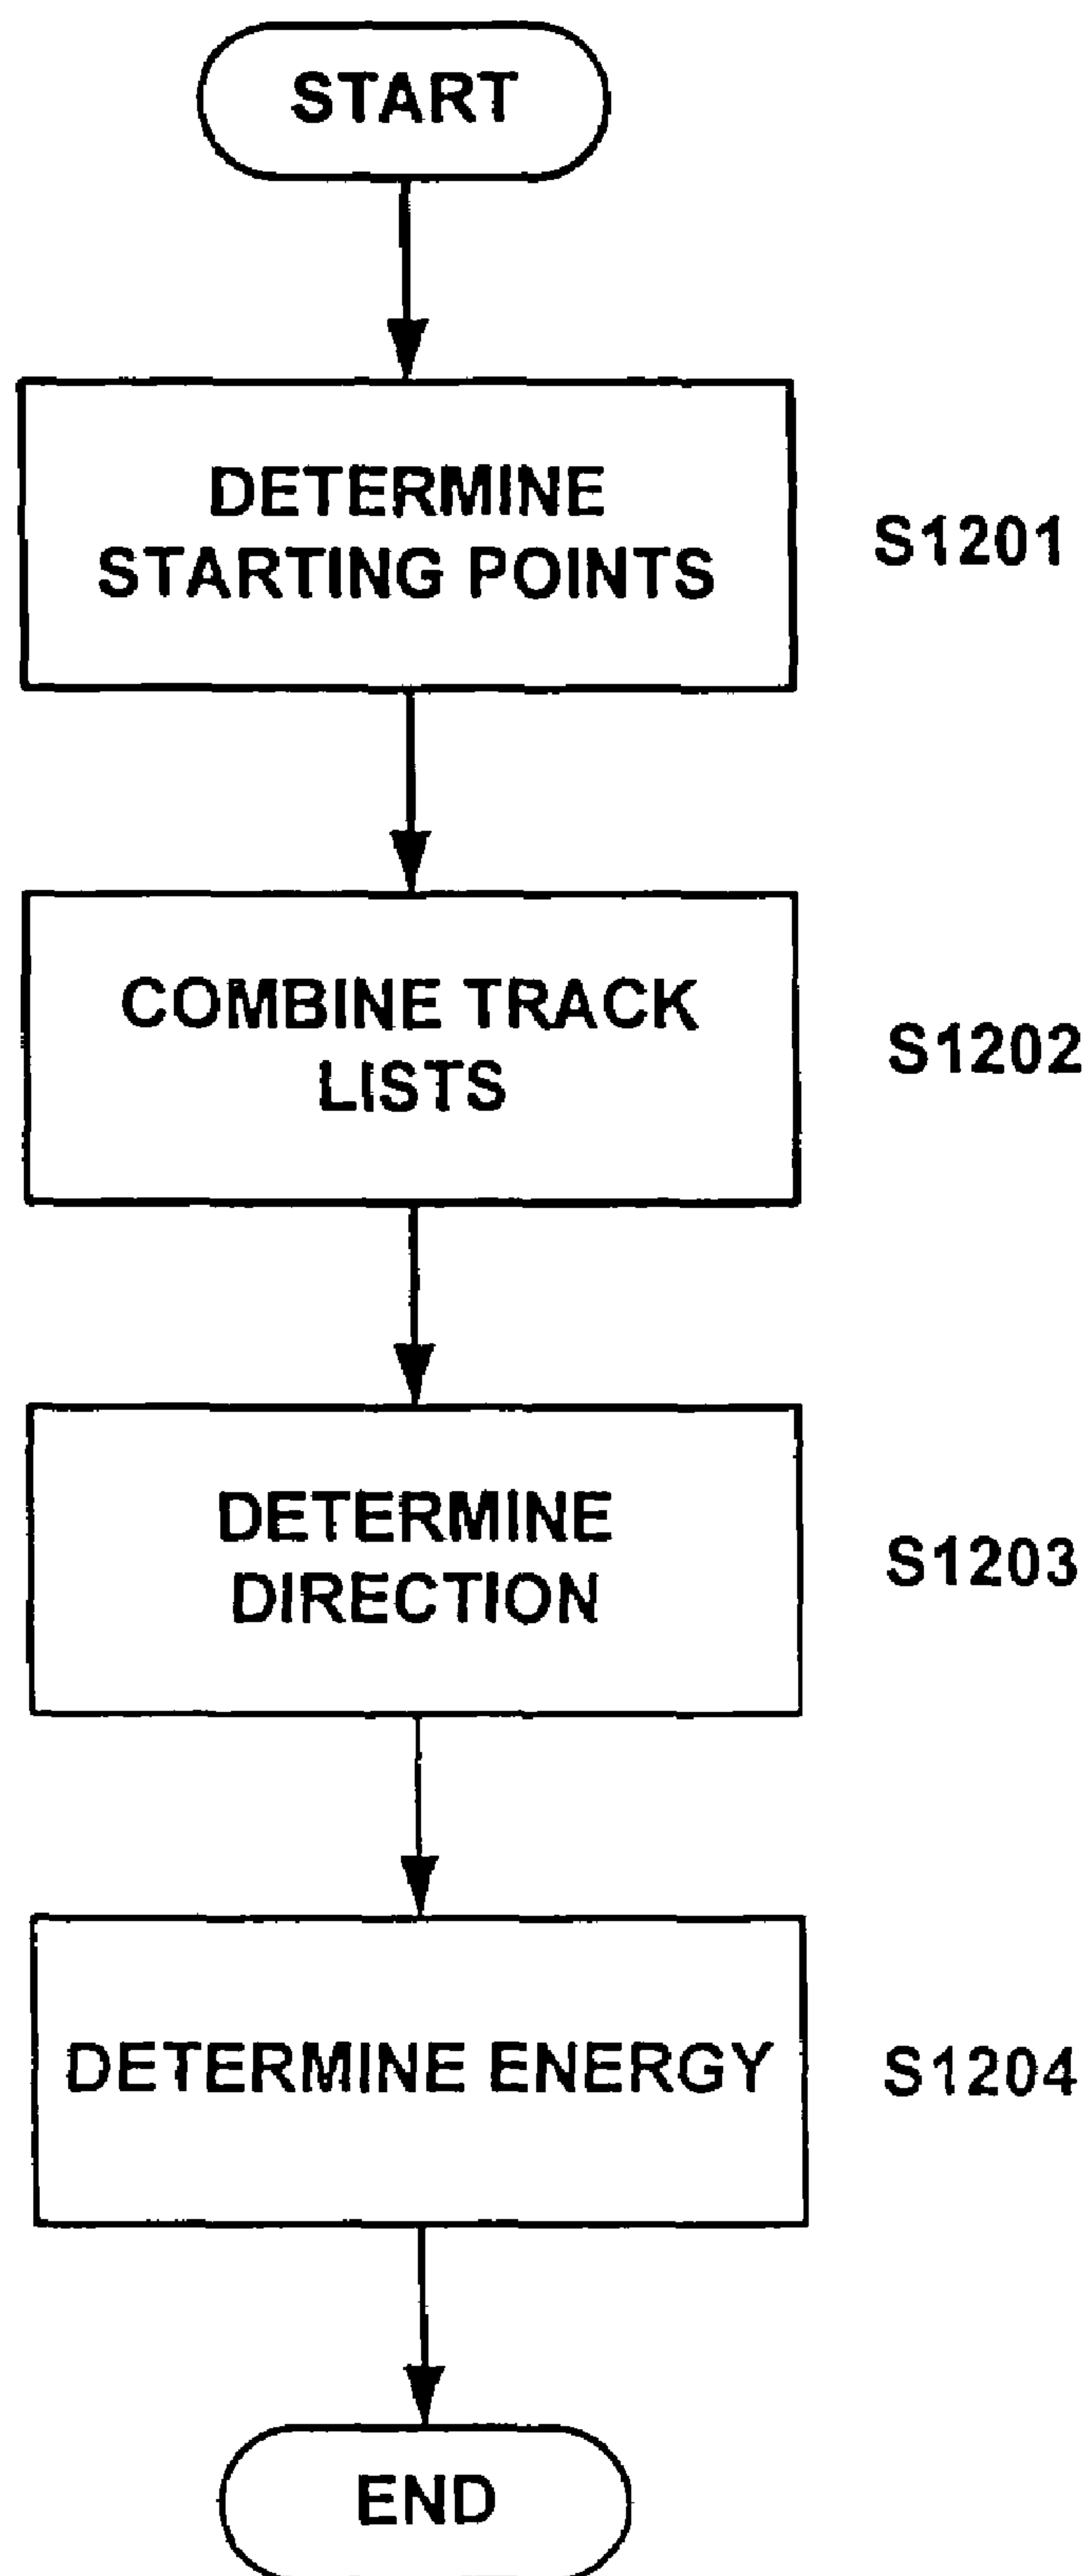 START
DETERMINE
STARTING POINTS
S1201
COMBINE TRACK
LISTS
S1202
DETERMINE
DIRECTION
S1203
DETERMINE ENERGY
S1204
END